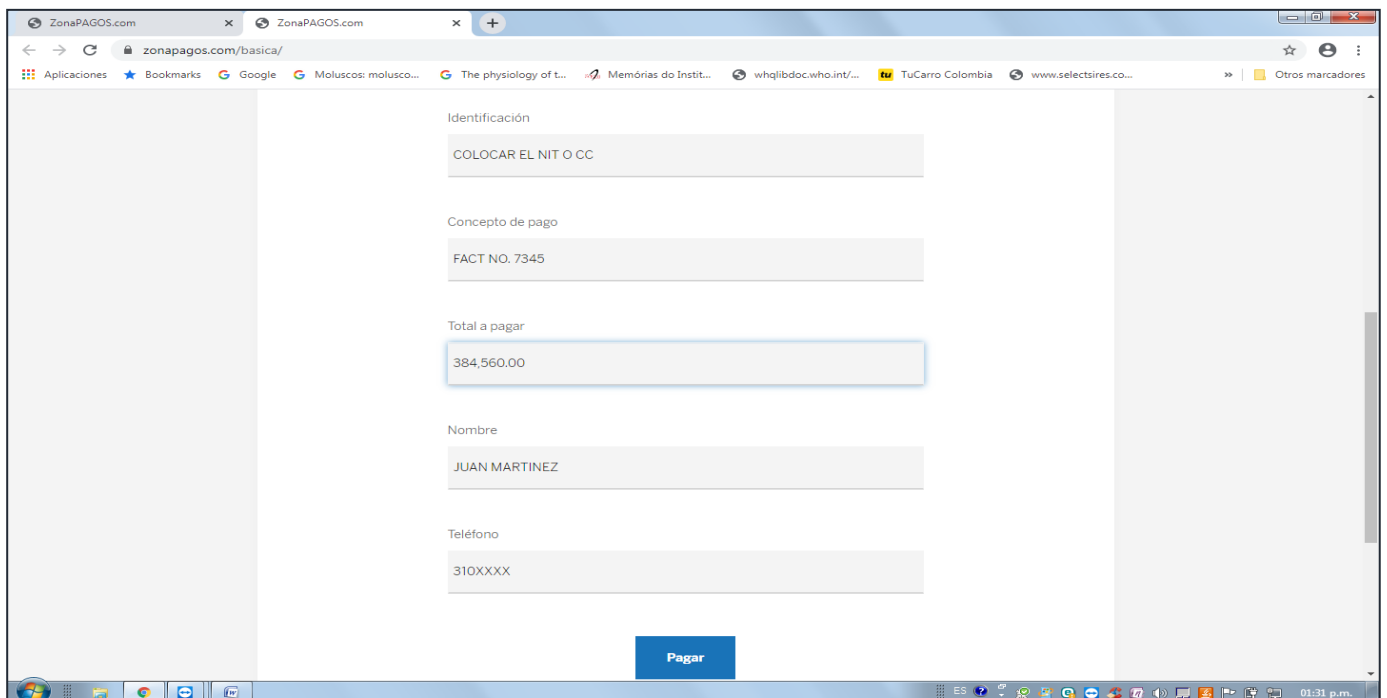 ZonaPAGOS.com
ZonaPAGOS.com
zonapagos.com/basica/
Aplicaciones Bookmarks Google Moluscos: molusco... The physiology of t... Memórias do Instit... whqlibdoc.who.int/... tu TuCarro Colombia www.selectsires.co... » Otros marcadores
Identificación
COLOCAR EL NIT O CC
Concepto de pago
FACT NO. 7345
Total a pagar
384,560.00
Nombre
JUAN MARTINEZ
Teléfono
310XXXX
Pagar
ES 01:31 p.m.